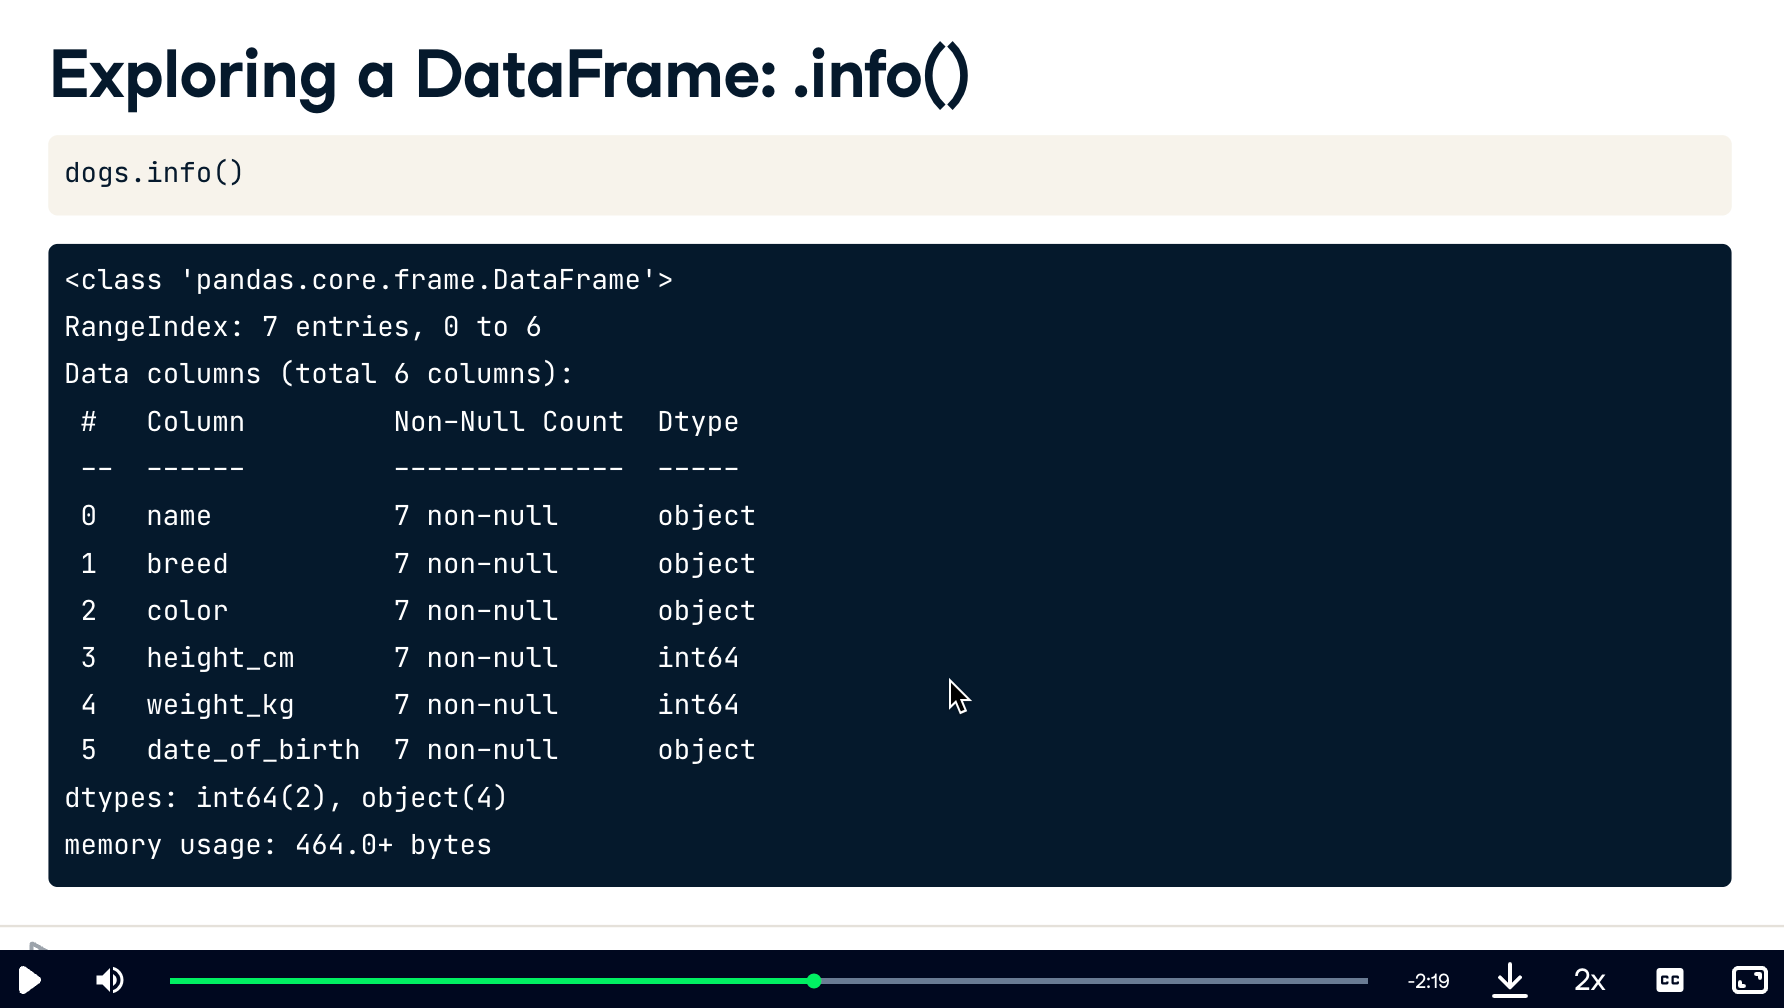 Exploring a DataFrame: .info()
dogs.info()
<class 'pandas.core.frame.DataFrame'>
RangeIndex: 7 entries, 0 to 6
Data columns (total 6 columns):
 #   Column         Non-Null Count  Dtype
 --  ------         --------------  -----
 0   name           7 non-null      object
 1   breed          7 non-null      object
 2   color          7 non-null      object
 3   height_cm      7 non-null      int64
 4   weight_kg      7 non-null      int64
 5   date_of_birth  7 non-null      object
dtypes: int64(2), object(4)
memory usage: 464.0+ bytes
-2:19 2x CC